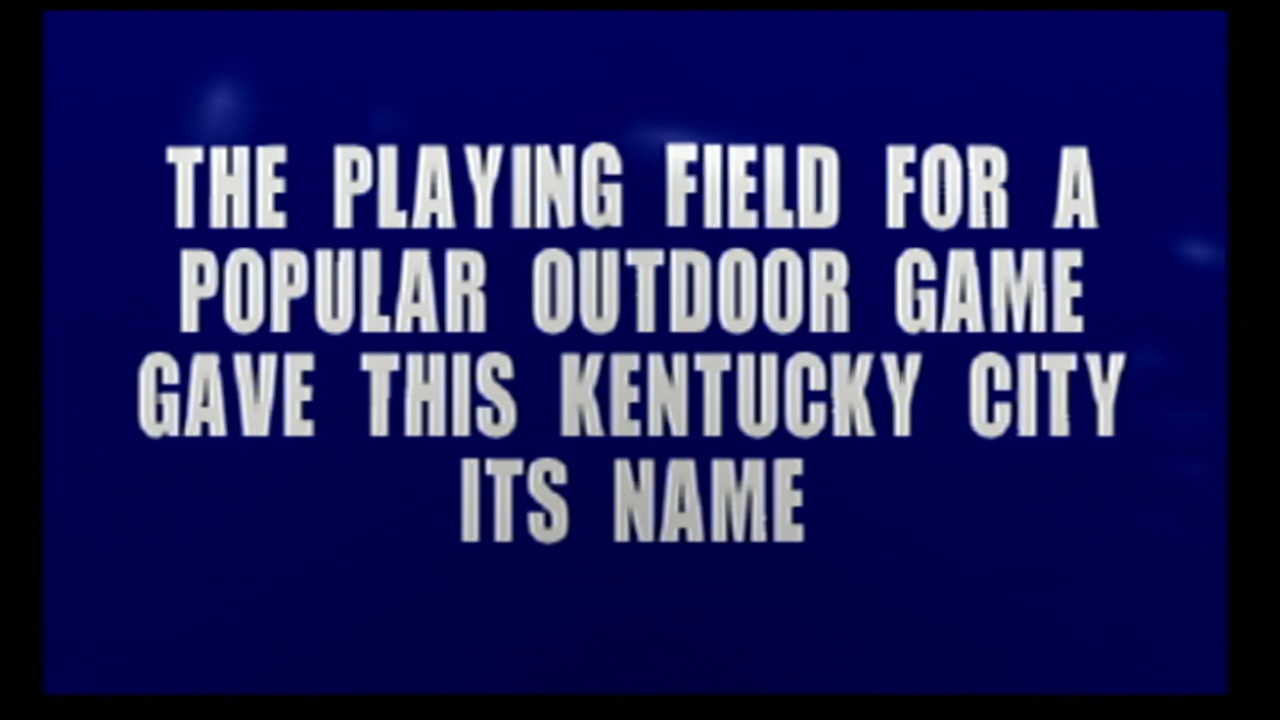 THE PLAYING FIELD FOR A
POPULAR OUTDOOR GAME
GAVE THIS KENTUCKY CITY
ITS NAME